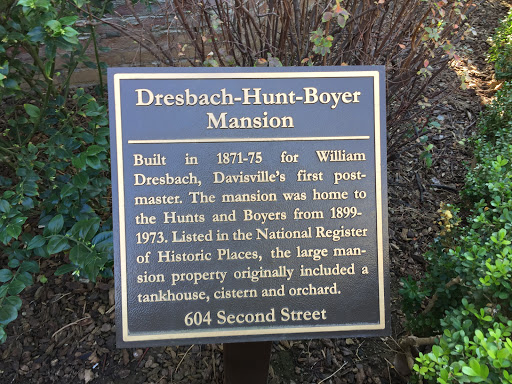 Dresbach-Hunt-Boyer
Mansion
Built in 1871-75 for William
Dresbach, Davisville's first post-
master. The mansion was home to
the Hunts and Boyers from 1899-
1973. Listed in the National Register
of Historic Places, the large man-
sion property originally included a
tankhouse, cistern and orchard.
604 Second Street